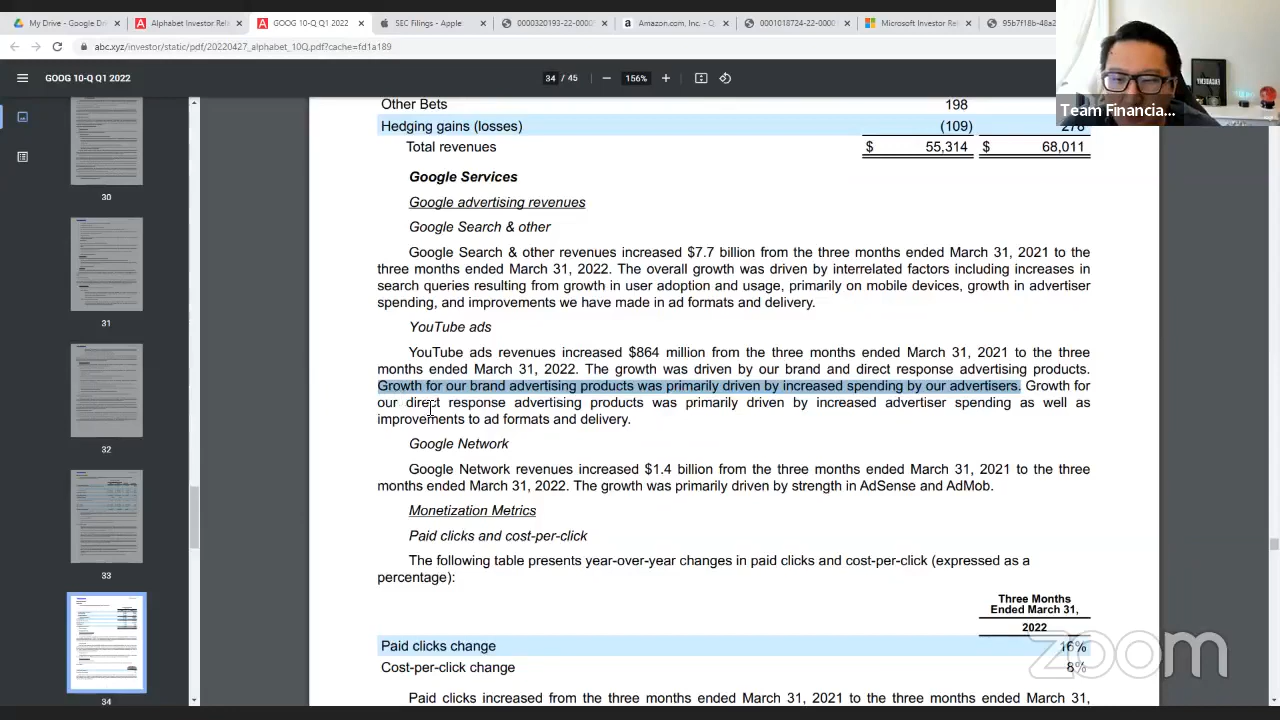 My Drive - Google D
Alphabet Investor Rela
GOOG 10-Q Q1 2022
SEC Filings - Apple
0000320193-22-0000
Amazon.com, Inc. - Q
0001018724-22-0000
Microsoft Investor Re
95b7f18b-48a2
abc.xyz/investor/static/pdf/20220427_alphabet_10Q.pdf?cache=fd1a189
GOOG 10-Q Q1 2022
34 / 45
156%
Team Financia...
30
31
32
33
34
Other Bets 198
Hedging gains (losses) (109) 278
Total revenues $ 55,314 $ 68,011
Google Services
Google advertising revenues
Google Search & other
Google Search & other revenues increased $7.7 billion from the three months ended March 31, 2021 to the
three months ended March 31, 2022. The overall growth was driven by interrelated factors including increases in
search queries resulting from growth in user adoption and usage, primarily on mobile devices, growth in advertiser
spending, and improvements we have made in ad formats and delivery.
YouTube ads
YouTube ads revenues increased $864 million from the three months ended March 31, 2021 to the three
months ended March 31, 2022. The growth was driven by our brand and direct response advertising products.
Growth for our brand advertising products was primarily driven by increased spending by our advertisers. Growth for
our direct response advertising products was primarily driven by increased advertiser spending as well as
improvements to ad formats and delivery.
Google Network
Google Network revenues increased $1.4 billion from the three months ended March 31, 2021 to the three
months ended March 31, 2022. The growth was primarily driven by strength in AdSense and AdMob.
Monetization Metrics
Paid clicks and cost-per-click
The following table presents year-over-year changes in paid clicks and cost-per-click (expressed as a
percentage):
Three Months
Ended March 31,
2022
Paid clicks change 16%
Cost-per-click change 8%
Paid clicks increased from the three months ended March 31, 2021 to the three months ended March 31,
zoom